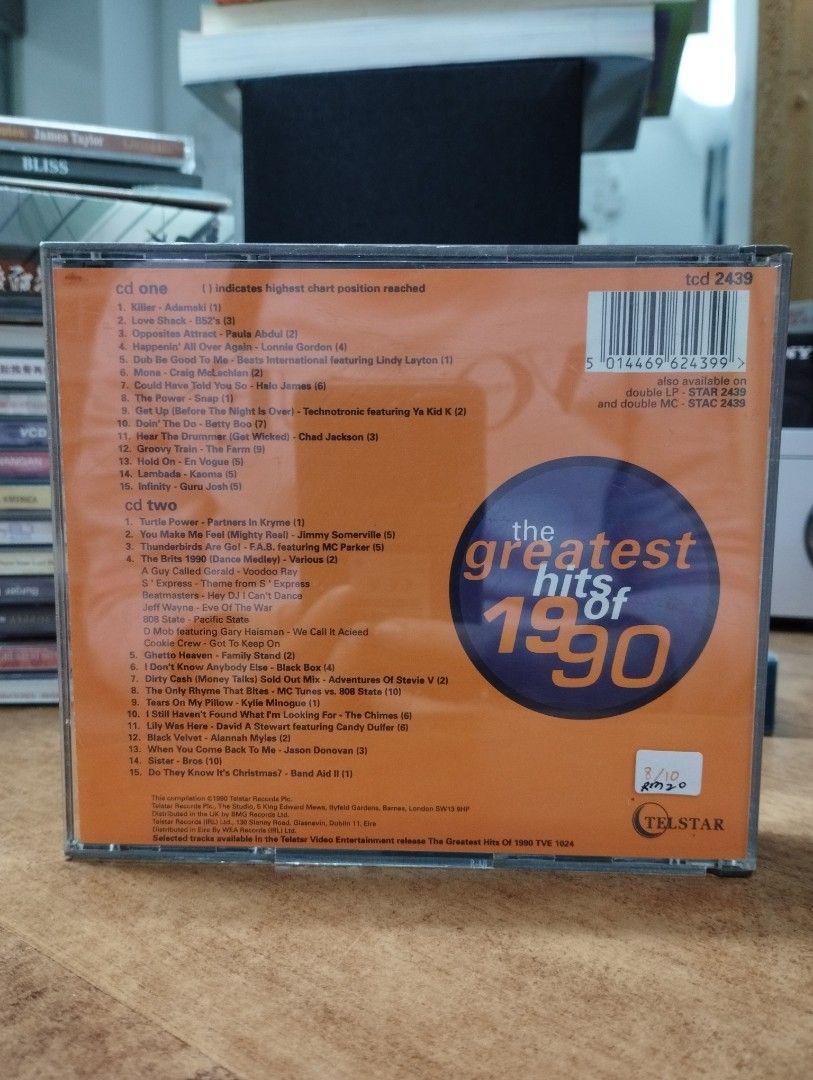 James Taylor
BLISS
cd one ( ) indicates highest chart position reached
tcd 2439
1. Killer - Adamski (1)
2. Love Shack - B52's (3)
3. Opposites Attract - Paula Abdul (2)
4. Happenin' All Over Again - Lonnie Gordon (4)
5. Dub Be Good To Me - Beats International featuring Lindy Layton (1)
6. Mona - Craig McLachlan (2)
7. Could Have Told You So - Halo James (6)
8. The Power - Snap (1)
9. Get Up (Before The Night Is Over) - Technotronic featuring Ya Kid K (2)
10. Doin' The Do - Betty Boo (7)
11. Hear The Drummer (Get Wicked) - Chad Jackson (3)
12. Groovy Train - The Farm (9)
13. Hold On - En Vogue (5)
14. Lambada - Kaoma (5)
15. Infinity - Guru Josh (5)
5 014469 624399 >
also available on
double LP - STAR 2439
and double MC - STAC 2439
cd two
1. Turtle Power - Partners In Kryme (1)
2. You Make Me Feel (Mighty Real) - Jimmy Somerville (5)
3. Thunderbirds Are Go! - F.A.B. featuring MC Parker (5)
4. The Brits 1990 (Dance Medley) - Various (2)
A Guy Called Gerald - Voodoo Ray
S ' Express - Theme from S ' Express
Beatmasters - Hey DJ I Can't Dance
Jeff Wayne - Eve Of The War
808 State - Pacific State
D Mob featuring Gary Haisman - We Call It Acieed
Cookie Crew - Got To Keep On
5. Ghetto Heaven - Family Stand (2)
6. I Don't Know Anybody Else - Black Box (4)
7. Dirty Cash (Money Talks) Sold Out Mix - Adventures Of Stevie V (2)
8. The Only Rhyme That Bites - MC Tunes vs. 808 State (10)
9. Tears On My Pillow - Kylie Minogue (1)
10. I Still Haven't Found What I'm Looking For - The Chimes (6)
11. Lily Was Here - David A Stewart featuring Candy Dulfer (6)
12. Black Velvet - Alannah Myles (2)
13. When You Come Back To Me - Jason Donovan (3)
14. Sister - Bros (10)
15. Do They Know It's Christmas? - Band Aid II (1)
the
greatest
hits
of
19
90
8/10
RM20
TELSTAR
This compilation ©1990 Telstar Records Plc.
Telstar Records Plc., The Studio, 5 King Edward Mews, Byfeld Gardens, Barnes, London SW13 9HP
Distributed in the UK by BMG Records Ltd.
Telstar Records (IRL) Ltd., 130 Slaney Road, Glasnevin, Dublin 11. Eire
Distributed in Eire By WEA Records (IRL) Ltd.
Selected tracks available in the Telstar Video Entertainment release The Greatest Hits Of 1990 TVE 1024
VCD